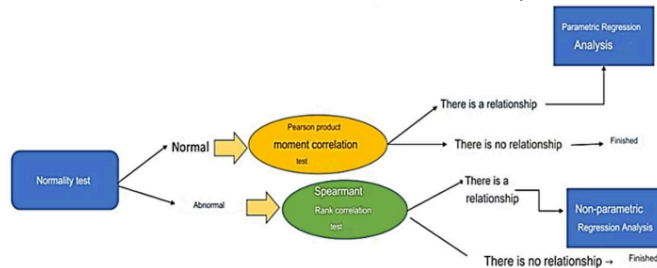 Parametric Regression
Analysis
There is a relationship
Pearson product
moment correlation
test
Normal
There is no relationship
Finished
Normality test
Abnormal
Spearmant
Rank correlation
test
There is a
relationship
Non-parametric
Regression Analysis
There is no relationship
Finished